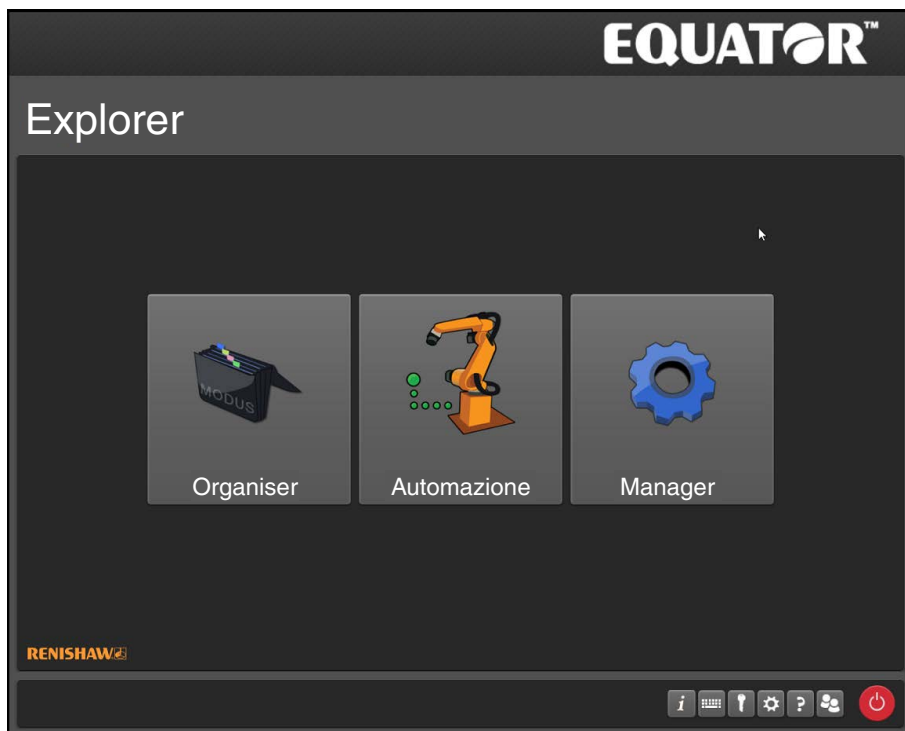 EQUATOR™
Explorer
MODUS
Organiser
Automazione
Manager
RENISHAW
i
?